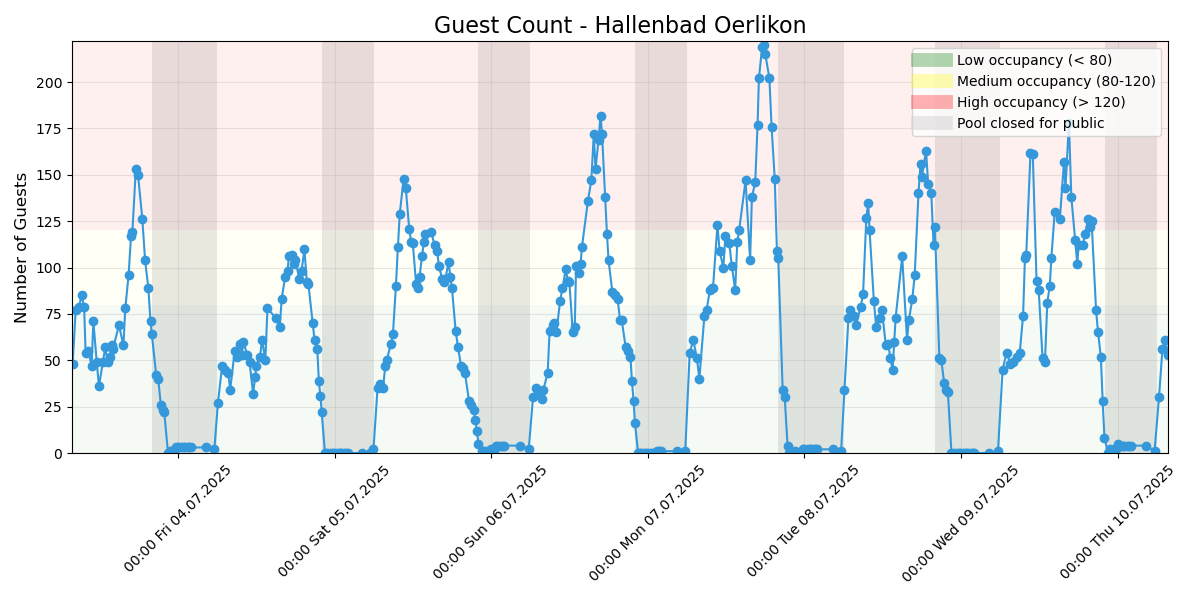 Guest Count - Hallenbad Oerlikon
Low occupancy (< 80)
Medium occupancy (80-120)
High occupancy (> 120)
Pool closed for public
Number of Guests
200
175
150
125
100
75
50
25
0
00:00 Fri 04.07.2025
00:00 Sat 05.07.2025
00:00 Sun 06.07.2025
00:00 Mon 07.07.2025
00:00 Tue 08.07.2025
00:00 Wed 09.07.2025
00:00 Thu 10.07.2025